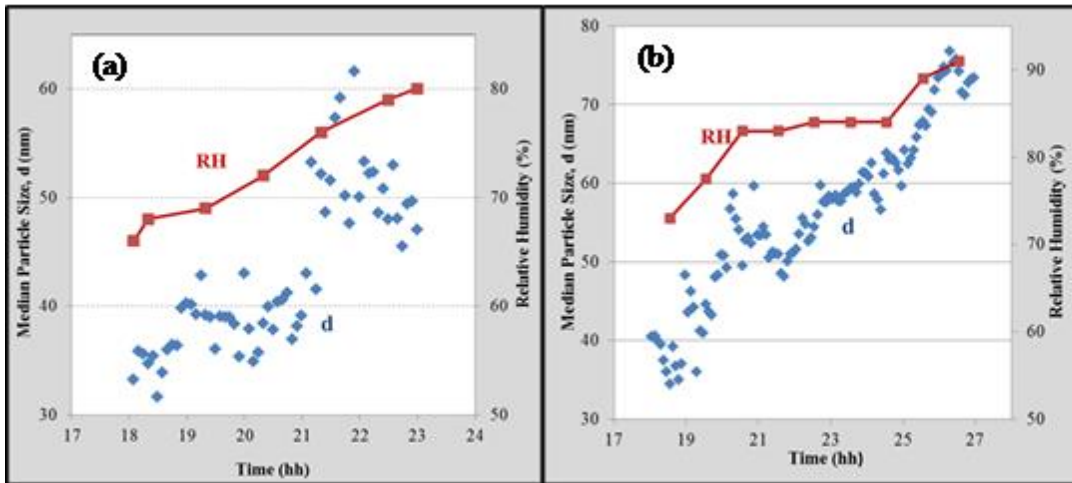 (a)
RH
d
60
50
40
30
80
70
60
50
17 18 19 20 21 22 23 24
Median Particle Size, d (nm)
Relative Humidity (%)
Time (hh)
(b)
RH
d
80
70
60
50
40
30
90
80
70
60
50
17 19 21 23 25 27
Median Particle Size, d (nm)
Relative Humidity (%)
Time (hh)